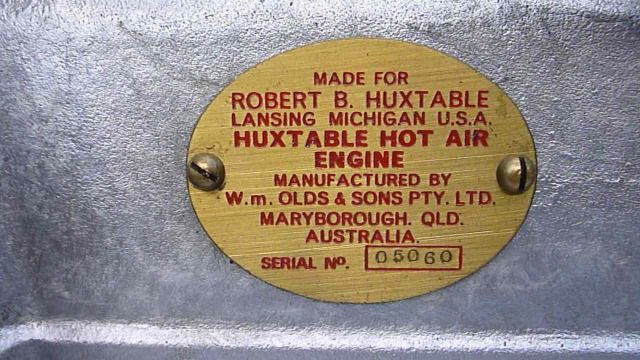 MADE FOR
ROBERT B. HUXTABLE
LANSING MICHIGAN U.S.A.
HUXTABLE HOT AIR
ENGINE
MANUFACTURED BY
W.m. OLDS & SONS PTY. LTD.
MARYBOROUGH. QLD.
AUSTRALIA.
SERIAL No. 05060